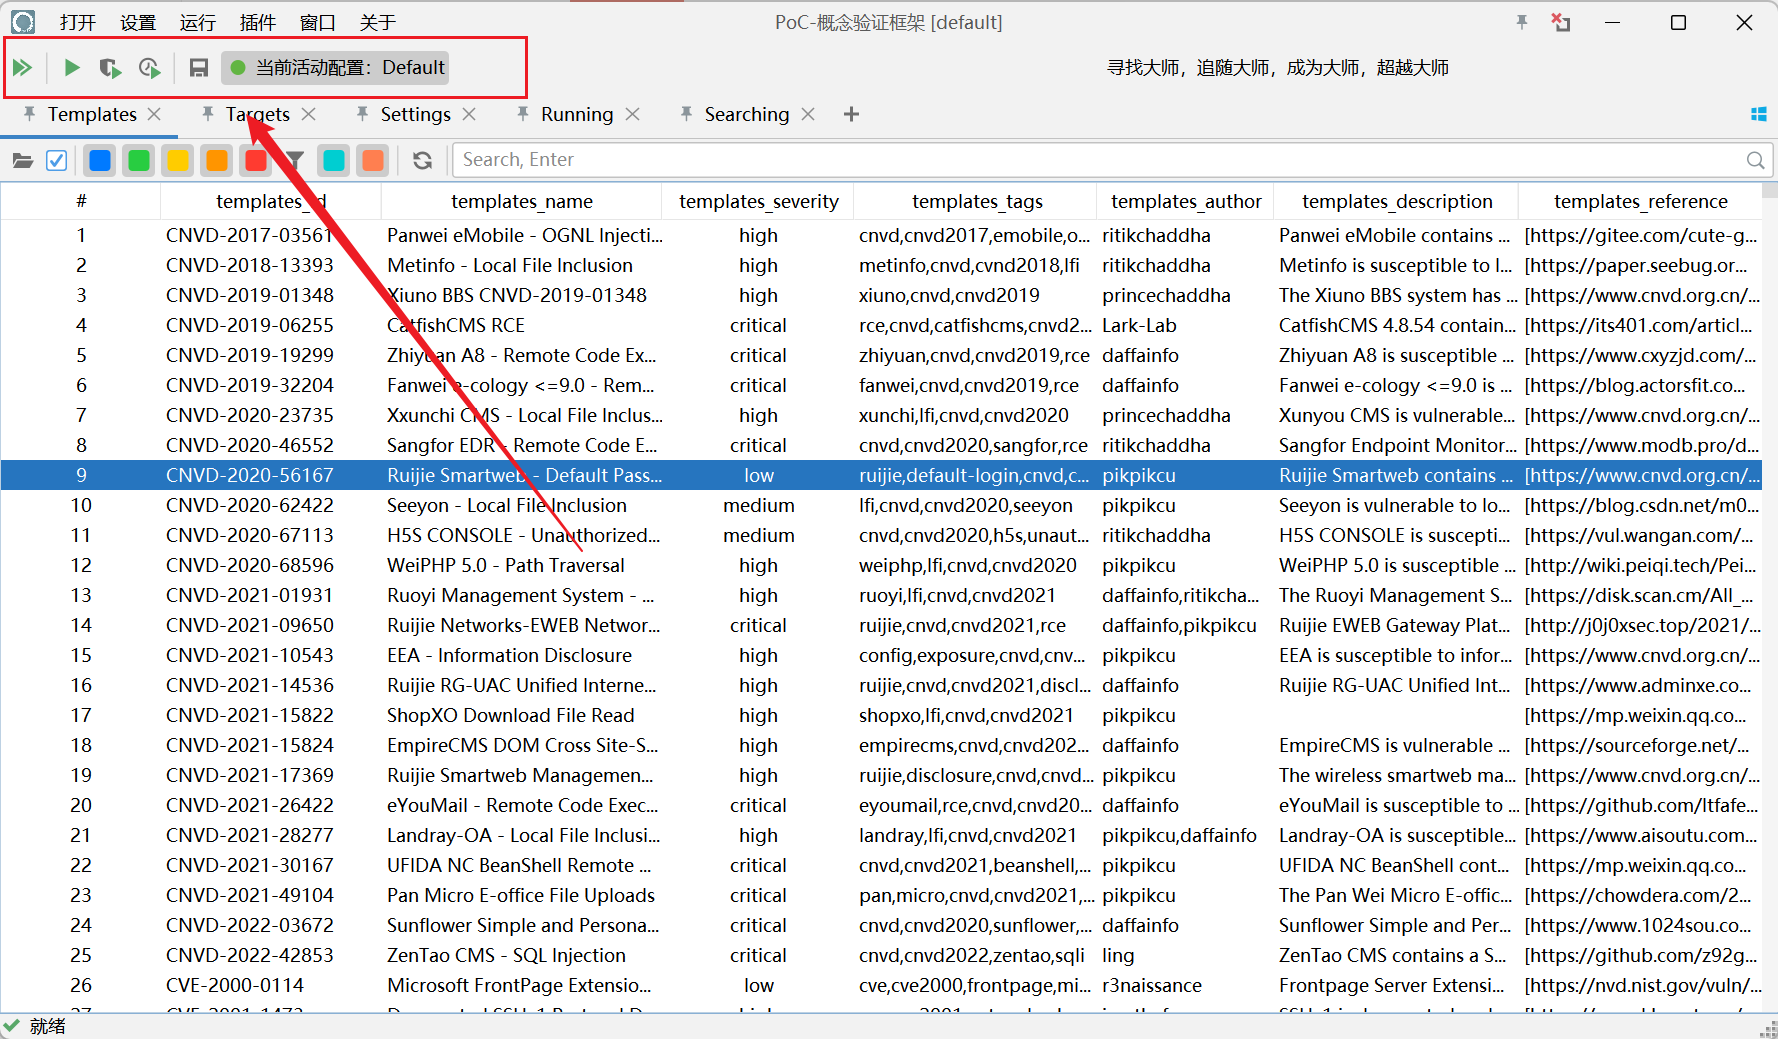 打开 设置 运行 插件 窗口 关于 PoC-概念验证框架 [default]
当前活动配置：Default 寻找大师，追随大师，成为大师，超越大师
Templates Targets Settings Running Searching
Search, Enter
# templates_id templates_name templates_severity templates_tags templates_author templates_description templates_reference
1 CNVD-2017-03561 Panwei eMobile - OGNL Injecti... high cnvd,cnvd2017,emobile,o... ritikchaddha Panwei eMobile contains ... [https://gitee.com/cute-g...
2 CNVD-2018-13393 Metinfo - Local File Inclusion high metinfo,cnvd,cvnd2018,lfi ritikchaddha Metinfo is susceptible to l... [https://paper.seebug.or...
3 CNVD-2019-01348 Xiuno BBS CNVD-2019-01348 high xiuno,cnvd,cnvd2019 princechaddha The Xiuno BBS system has ... [https://www.cnvd.org.cn/...
4 CNVD-2019-06255 CatfishCMS RCE critical rce,cnvd,catfishcms,cnvd2... Lark-Lab CatfishCMS 4.8.54 contain... [https://its401.com/articl...
5 CNVD-2019-19299 Zhiyuan A8 - Remote Code Ex... critical zhiyuan,cnvd,cnvd2019,rce daffainfo Zhiyuan A8 is susceptible ... [https://www.cxyzjd.com/...
6 CNVD-2019-32204 Fanwei e-cology <=9.0 - Rem... critical fanwei,cnvd,cnvd2019,rce daffainfo Fanwei e-cology <=9.0 is ... [https://blog.actorsfit.co...
7 CNVD-2020-23735 Xxunchi CMS - Local File Inclus... high xunchi,lfi,cnvd,cnvd2020 princechaddha Xunyou CMS is vulnerable... [https://www.cnvd.org.cn/...
8 CNVD-2020-46552 Sangfor EDR - Remote Code E... critical cnvd,cnvd2020,sangfor,rce ritikchaddha Sangfor Endpoint Monitor... [https://www.modb.pro/d...
9 CNVD-2020-56167 Ruijie Smartweb - Default Pass... low ruijie,default-login,cnvd,c... pikpikcu Ruijie Smartweb contains ... [https://www.cnvd.org.cn/...
10 CNVD-2020-62422 Seeyon - Local File Inclusion medium lfi,cnvd,cnvd2020,seeyon pikpikcu Seeyon is vulnerable to lo... [https://blog.csdn.net/m0...
11 CNVD-2020-67113 H5S CONSOLE - Unauthorized... medium cnvd,cnvd2020,h5s,unaut... ritikchaddha H5S CONSOLE is suscepti... [https://vul.wangan.com/...
12 CNVD-2020-68596 WeiPHP 5.0 - Path Traversal high weiphp,lfi,cnvd,cnvd2020 pikpikcu WeiPHP 5.0 is susceptible ... [http://wiki.peiqi.tech/Pei...
13 CNVD-2021-01931 Ruoyi Management System - ... high ruoyi,lfi,cnvd,cnvd2021 daffainfo,ritikcha... The Ruoyi Management S... [https://disk.scan.cm/All_...
14 CNVD-2021-09650 Ruijie Networks-EWEB Networ... critical ruijie,cnvd,cnvd2021,rce daffainfo,pikpikcu Ruijie EWEB Gateway Plat... [http://j0j0xsec.top/2021/...
15 CNVD-2021-10543 EEA - Information Disclosure high config,exposure,cnvd,cnv... pikpikcu EEA is susceptible to infor... [https://www.cnvd.org.cn/...
16 CNVD-2021-14536 Ruijie RG-UAC Unified Interne... high ruijie,cnvd,cnvd2021,discl... daffainfo Ruijie RG-UAC Unified Int... [https://www.adminxe.co...
17 CNVD-2021-15822 ShopXO Download File Read high shopxo,lfi,cnvd,cnvd2021 pikpikcu [https://mp.weixin.qq.co...
18 CNVD-2021-15824 EmpireCMS DOM Cross Site-S... high empirecms,cnvd,cnvd202... daffainfo EmpireCMS is vulnerable ... [https://sourceforge.net/...
19 CNVD-2021-17369 Ruijie Smartweb Managemen... high ruijie,disclosure,cnvd,cnvd... pikpikcu The wireless smartweb ma... [https://www.cnvd.org.cn/...
20 CNVD-2021-26422 eYouMail - Remote Code Exec... critical eyoumail,rce,cnvd,cnvd20... daffainfo eYouMail is susceptible to ... [https://github.com/ltfafe...
21 CNVD-2021-28277 Landray-OA - Local File Inclusi... high landray,lfi,cnvd,cnvd2021 pikpikcu,daffainfo Landray-OA is susceptible... [https://www.aisoutu.com...
22 CNVD-2021-30167 UFIDA NC BeanShell Remote ... critical cnvd,cnvd2021,beanshell,... pikpikcu UFIDA NC BeanShell cont... [https://mp.weixin.qq.co...
23 CNVD-2021-49104 Pan Micro E-office File Uploads critical pan,micro,cnvd,cnvd2021,... pikpikcu The Pan Wei Micro E-offic... [https://chowdera.com/2...
24 CNVD-2022-03672 Sunflower Simple and Persona... critical cnvd,cnvd2020,sunflower,... daffainfo Sunflower Simple and Per... [https://www.1024sou.co...
25 CNVD-2022-42853 ZenTao CMS - SQL Injection critical cnvd,cnvd2022,zentao,sqli ling ZenTao CMS contains a S... [https://github.com/z92g...
26 CVE-2000-0114 Microsoft FrontPage Extensio... low cve,cve2000,frontpage,mi... r3naissance Frontpage Server Extensi... [https://nvd.nist.gov/vuln/...
就绪